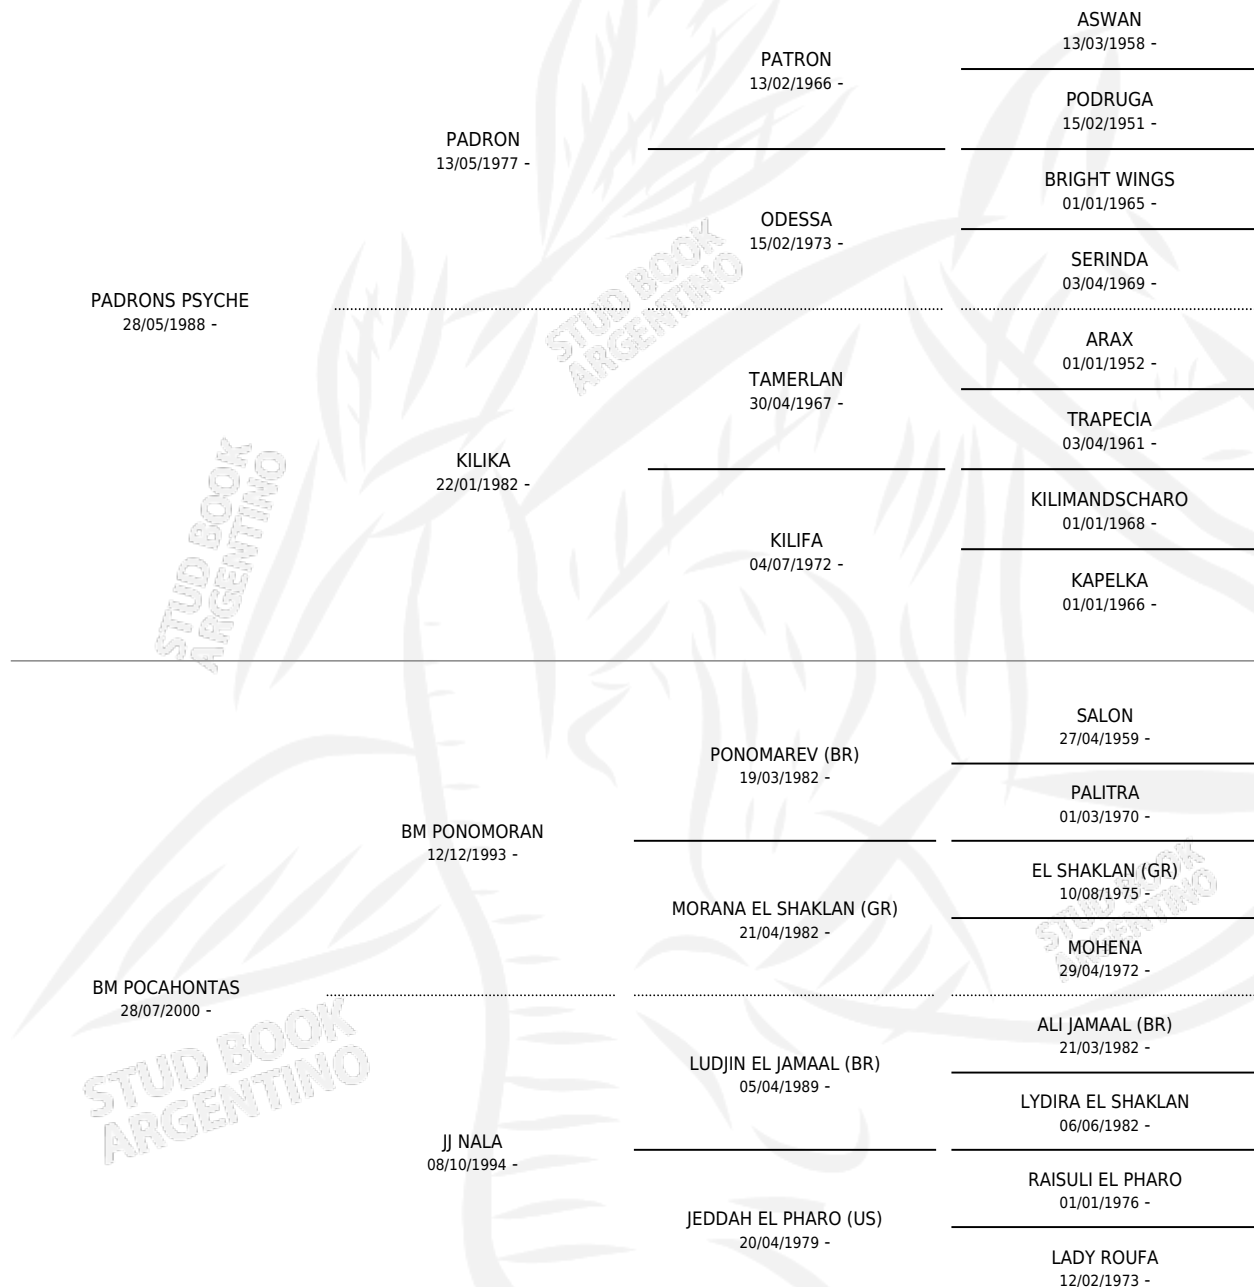 PADRONS PSYCHE
28/05/1988 -
PADRON
13/05/1977 -
KILIKA
22/01/1982 -
PATRON
13/02/1966 -
ODESSA
15/02/1973 -
TAMERLAN
30/04/1967 -
KILIFA
04/07/1972 -
ASWAN
13/03/1958 -
PODRUGA
15/02/1951 -
BRIGHT WINGS
01/01/1965 -
SERINDA
03/04/1969 -
ARAX
01/01/1952 -
TRAPECIA
03/04/1961 -
KILIMANDSCHARO
01/01/1968 -
KAPELKA
01/01/1966 -
BM POCAHONTAS
28/07/2000 -
BM PONOMORAN
12/12/1993 -
JJ NALA
08/10/1994 -
PONOMAREV (BR)
19/03/1982 -
MORANA EL SHAKLAN (GR)
21/04/1982 -
LUDJIN EL JAMAAL (BR)
05/04/1989 -
JEDDAH EL PHARO (US)
20/04/1979 -
SALON
27/04/1959 -
PALITRA
01/03/1970 -
EL SHAKLAN (GR)
10/08/1975 -
MOHENA
29/04/1972 -
ALI JAMAAL (BR)
21/03/1982 -
LYDIRA EL SHAKLAN
06/06/1982 -
RAISULI EL PHARO
01/01/1976 -
LADY ROUFA
12/02/1973 -
STUD BOOK
ARGENTINO
STUD BOOK
ARGENTINO
STUD BOOK
ARGENTINO
STUD BOOK
ARGENTINO